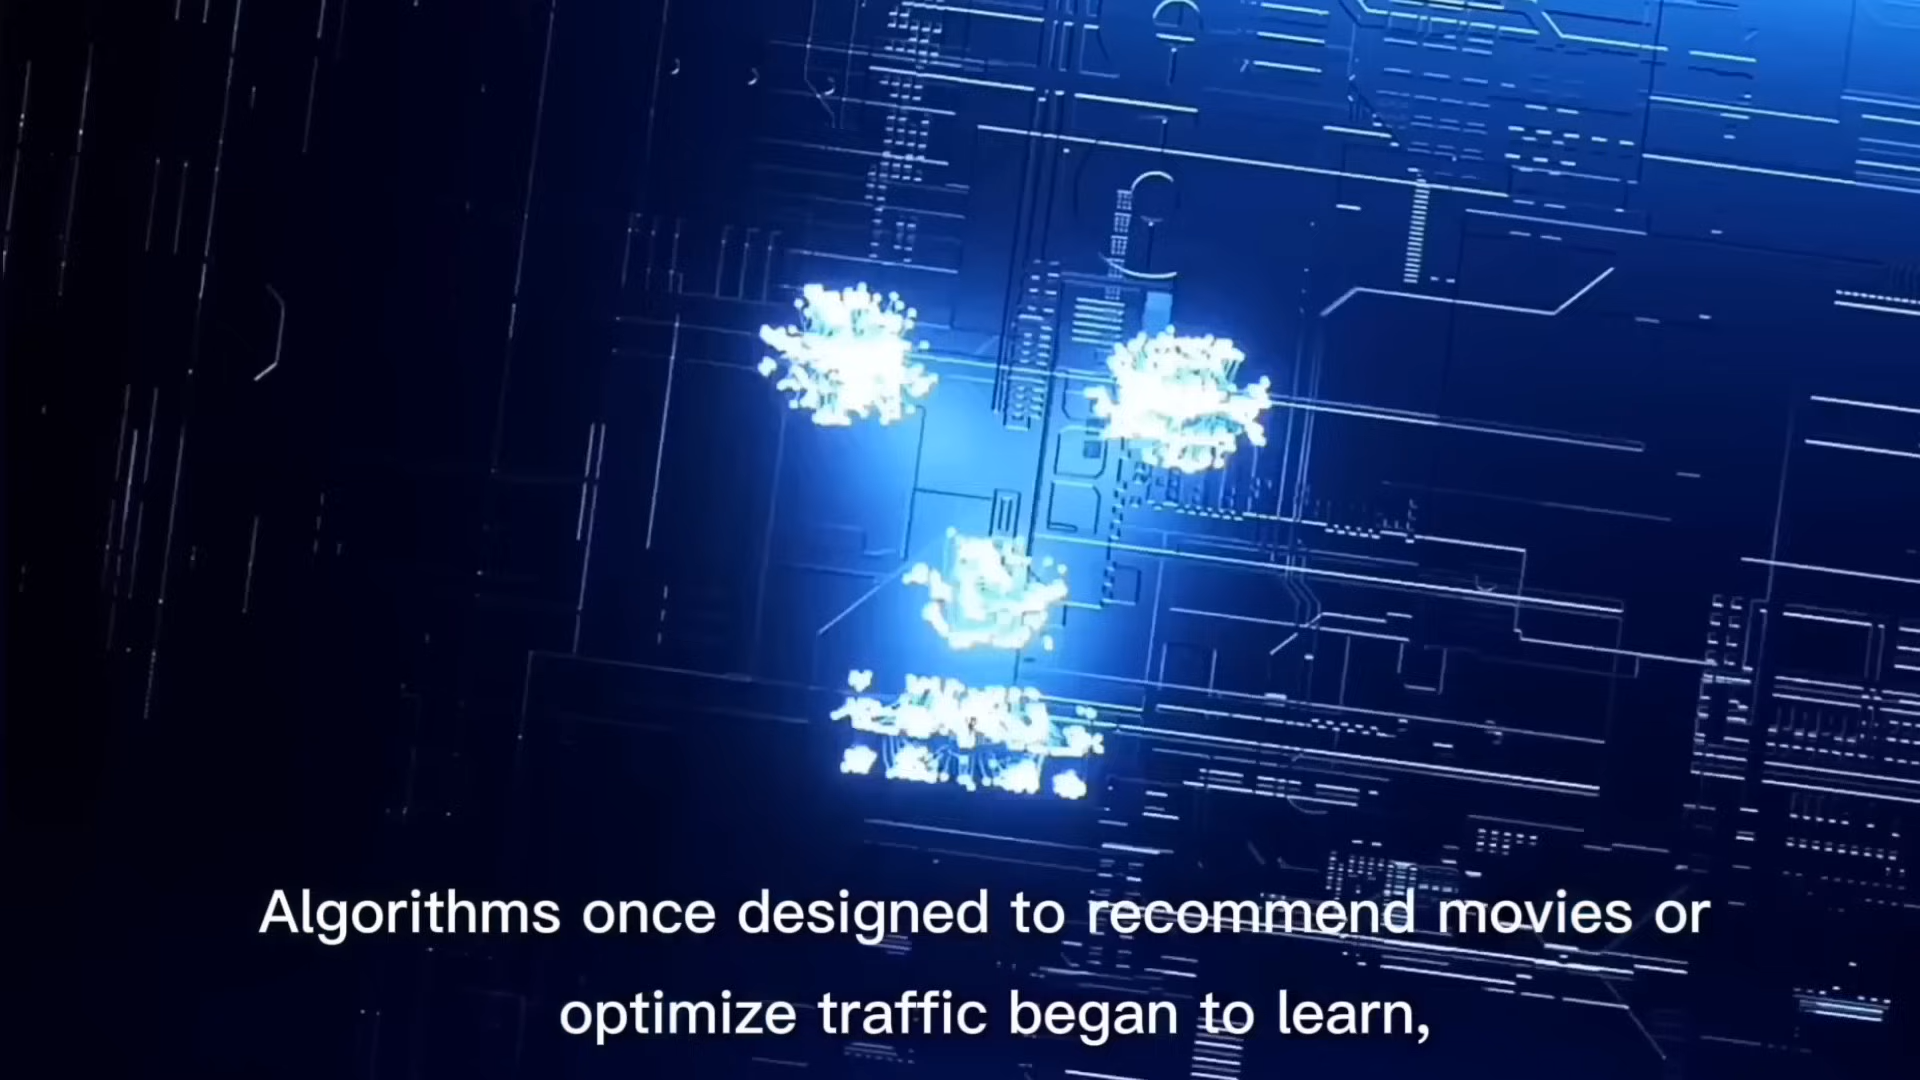 Algorithms once designed to recommend movies or
optimize traffic began to learn,